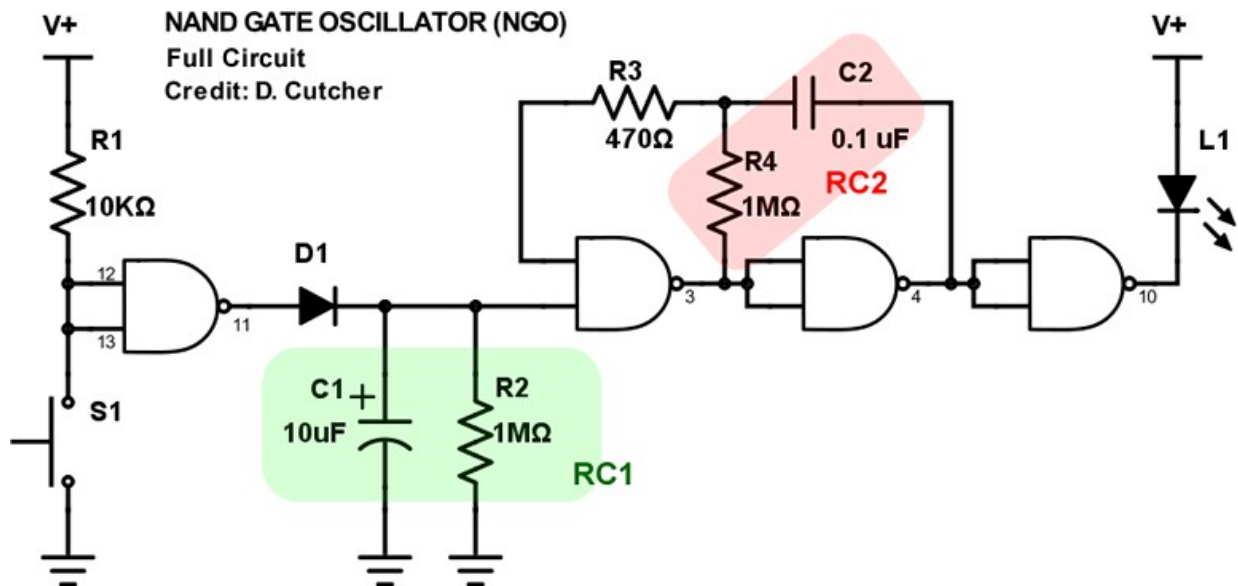 V+
NAND GATE OSCILLATOR (NGO)
Full Circuit
Credit: D. Cutcher
V+
R3
C2
470Ω
0.1 uF
R1
10KΩ
R4
1MΩ
RC2
L1
12
13
11
D1
3
4
10
S1
C1
+
10uF
R2
1MΩ
RC1